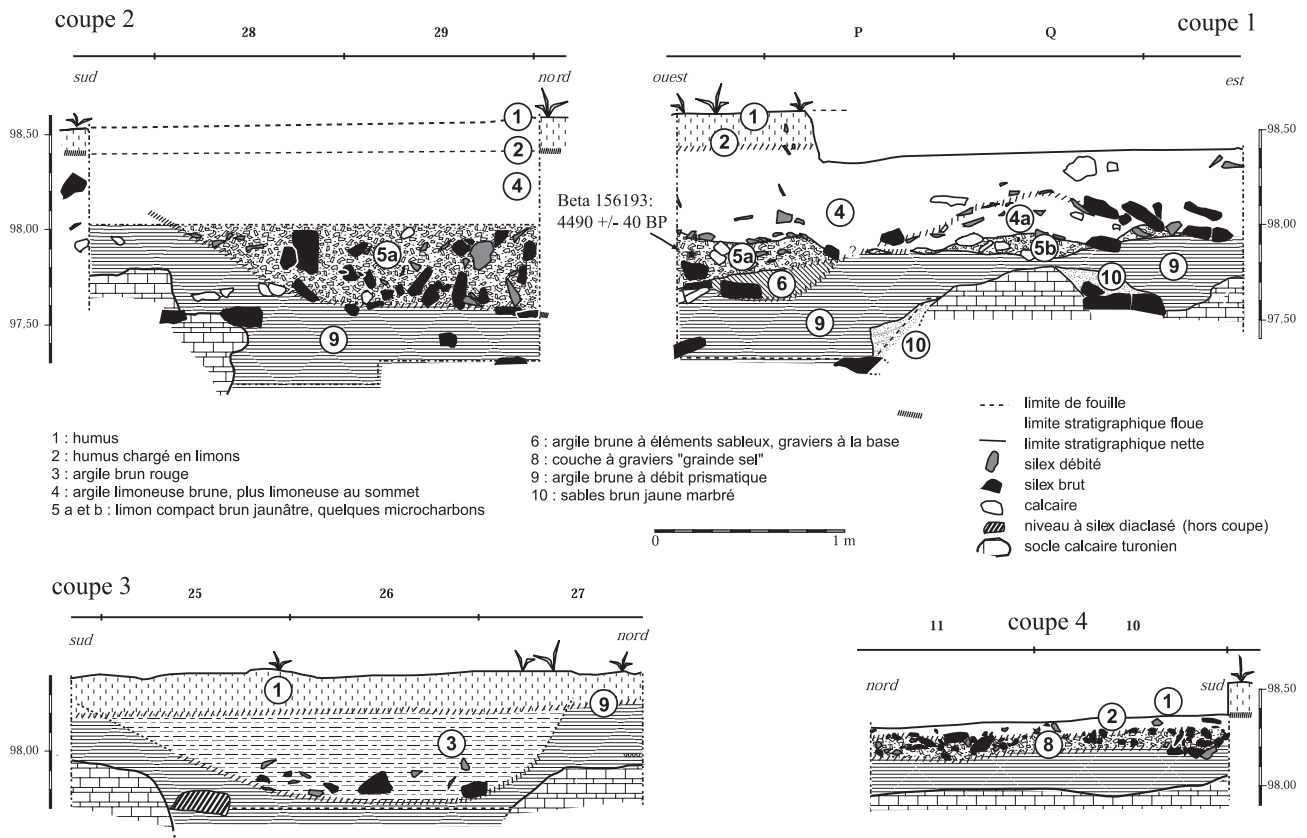 coupe 2
28
29
sud
nord
98,50
98,00
97,50
1
2
4
5a
9
coupe 1
P
Q
ouest
est
98,50
98,00
97,50
Beta 156193:
4490 +/- 40 BP
1
2
4
4a
5a
5b
?
6
9
9
10
10
1 : humus
2 : humus chargé en limons
3 : argile brun rouge
4 : argile limoneuse brune, plus limoneuse au sommet
5 a et b : limon compact brun jaunâtre, quelques microcharbons
6 : argile brune à éléments sableux, graviers à la base
8 : couche à graviers "grainde sel"
9 : argile brune à débit prismatique
10 : sables brun jaune marbré
0 1 m
limite de fouille
limite stratigraphique floue
limite stratigraphique nette
silex débité
silex brut
calcaire
niveau à silex diaclasé (hors coupe)
socle calcaire turonien
coupe 3
25
26
27
sud
nord
98,00
1
9
3
coupe 4
11
10
nord
sud
98,50
98,00
1
2
8